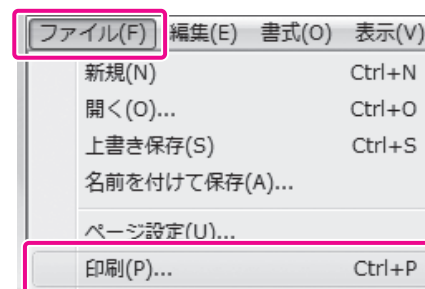 ファイル(F) 編集(E) 書式(O) 表示(V)
新規(N) Ctrl+N
開く(O)... Ctrl+O
上書き保存(S) Ctrl+S
名前を付けて保存(A)...
ページ設定(U)...
印刷(P)... Ctrl+P